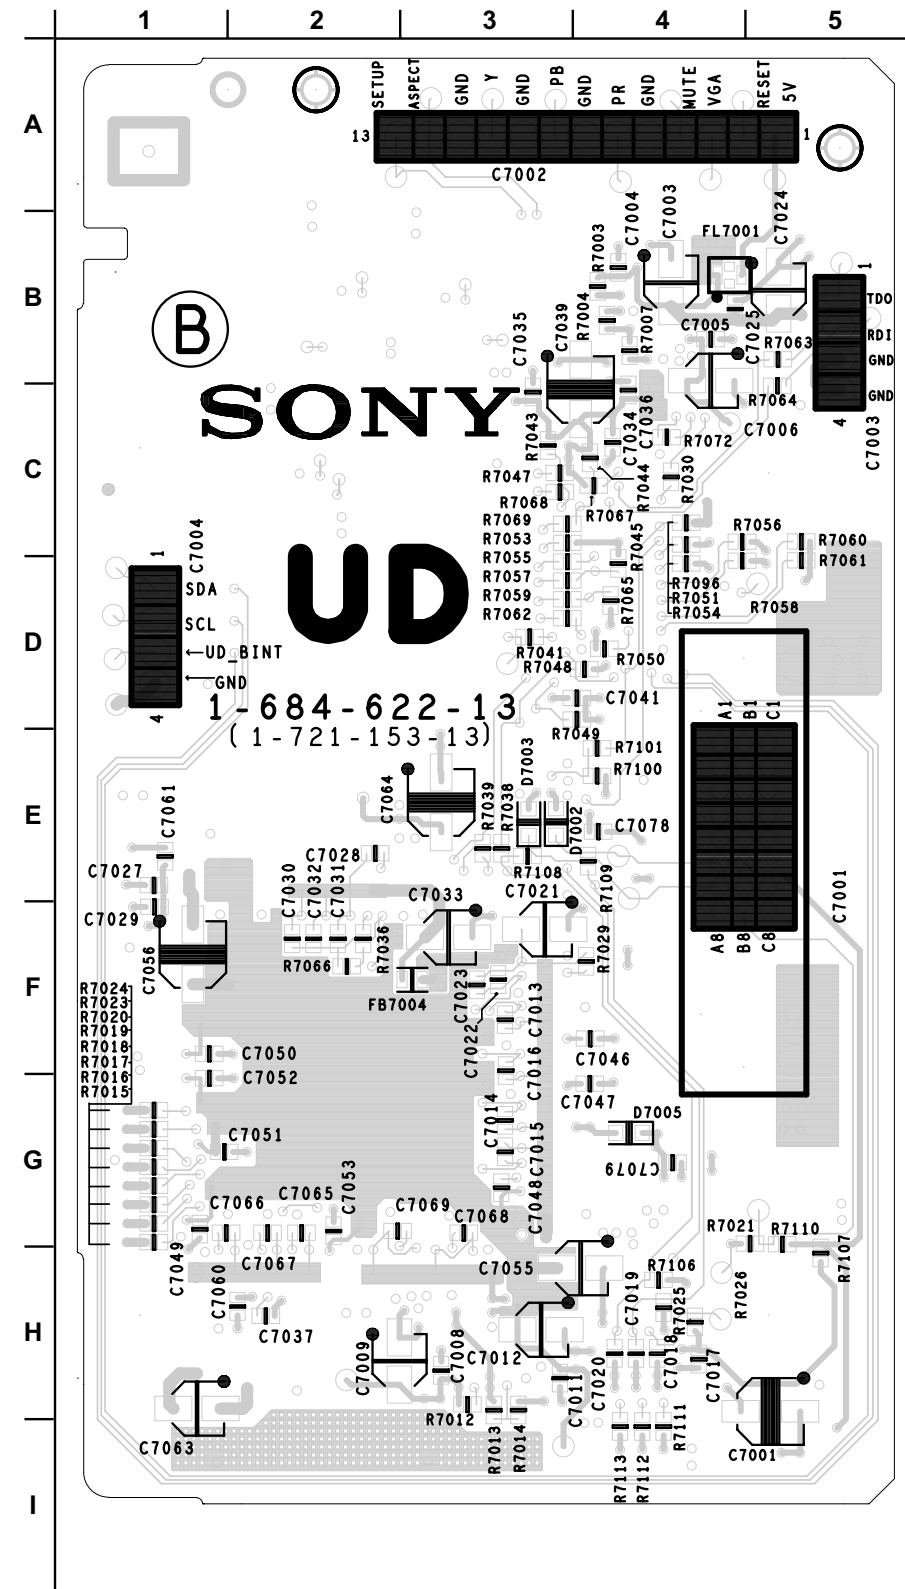 1 2 3 4 5
A
B
C
D
E
F
G
H
I
SETUP ASPECT GND Y GND PB GND PR GND MUTE VGA RESET 5V
13 1
C7002
C7004 C7003 C7024
R7003 FL7001
1
TDO
RDI
GND
GND
4
C7003
B
R7004 R7007 C7005 C7025 R7063
C7035 C7039
R7064
C7006
SONY
R7043 C7034 C7036 R7072
R7047 R7044 R7030
R7068 R7067
R7069
R7053
R7055
R7057
R7059
R7062
R7045
R7065
R7056
R7060
R7061
R7096
R7051
R7054
R7058
1
C7004
SDA
SCL
←UD_BINT
←GND
4
UD
R7041
R7048
R7050
C7041
R7049
1-684-622-13
(1-721-153-13)
A1 B1 C1
A8 B8 C8
C7001
D7003
R7101
R7100
C7064
R7039 R7038
D7002
C7078
C7061
C7028
R7108
R7109
C7027
C7029
C7056
C7030 C7032 C7031
C7033
C7021
R7066
R7036
R7029
FB7004
C7023
C7022
C7013
R7024
R7023
R7020
R7019
R7018
R7017
R7016
R7015
C7050
C7052
C7016
C7046
C7047
C7014
C7015
D7005
C7051
C7079
C7053
C7048
C7066
C7065
C7069
C7068
C7049
C7060
C7067
C7055
R7021
R7110
R7107
R7106
C7019
R7025
R7026
C7037
C7009
C7008
C7012
C7011
C7020
C7018
C7017
C7063
R7012
R7013
R7014
R7113
R7112
R7111
C7001